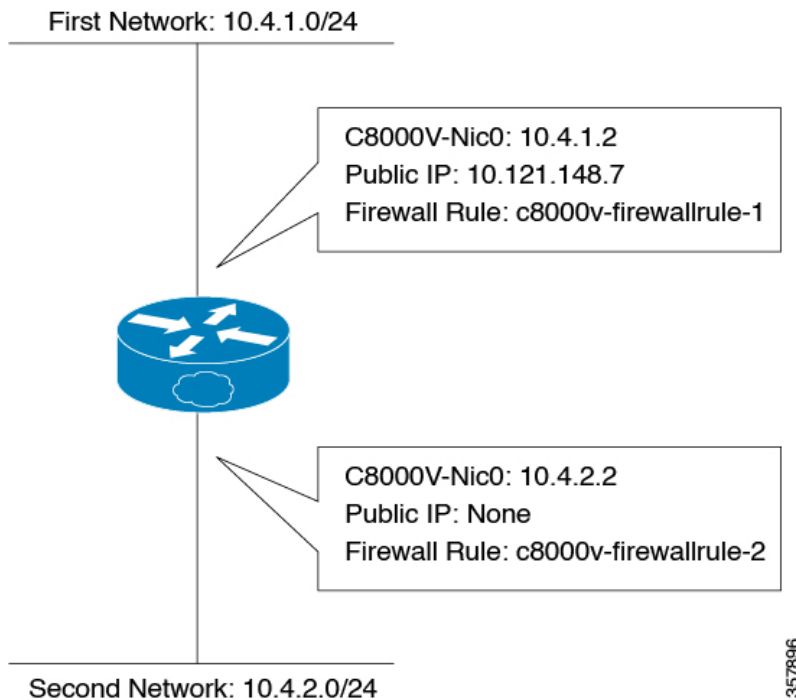 First Network: 10.4.1.0/24
C8000V-Nic0: 10.4.1.2
Public IP: 10.121.148.7
Firewall Rule: c8000v-firewallrule-1
C8000V-Nic0: 10.4.2.2
Public IP: None
Firewall Rule: c8000v-firewallrule-2
Second Network: 10.4.2.0/24
357896